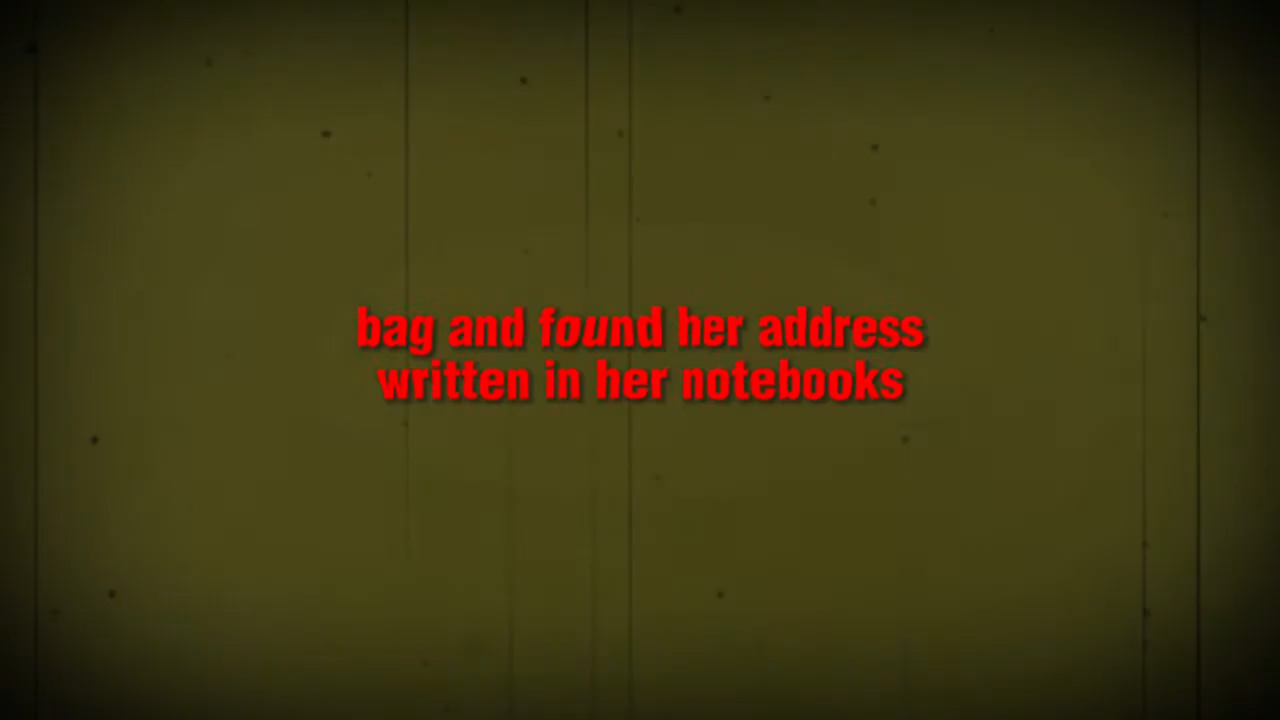 bag and found her address
written in her notebooks